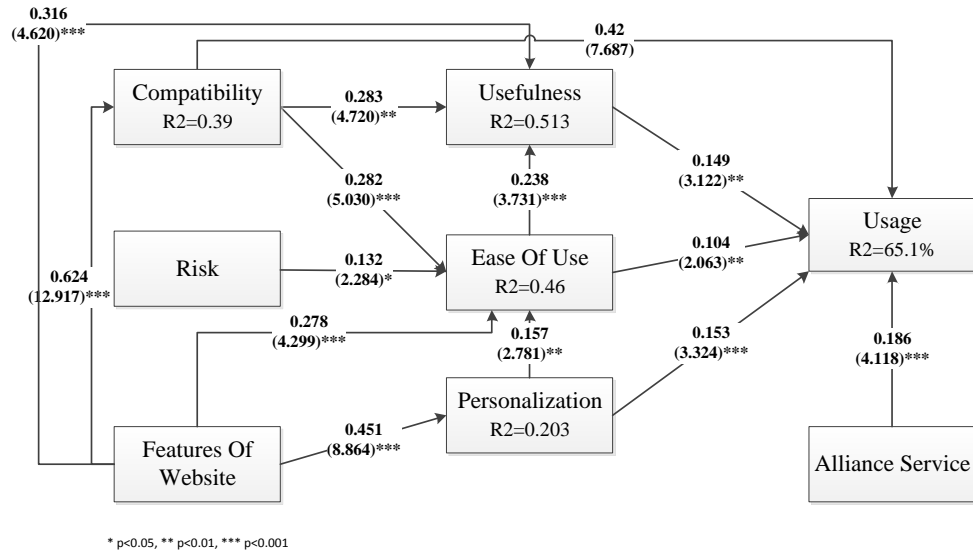 0.316
(4.620)***
0.42
(7.687)
Compatibility
R2=0.39
0.283
(4.720)**
Usefulness
R2=0.513
0.149
(3.122)**
0.282
(5.030)***
0.238
(3.731)***
Usage
R2=65.1%
Risk
0.132
(2.284)*
Ease Of Use
R2=0.46
0.104
(2.063)**
0.624
(12.917)***
0.278
(4.299)***
0.157
(2.781)**
0.153
(3.324)***
0.186
(4.118)***
Personalization
R2=0.203
Features Of
Website
0.451
(8.864)***
Alliance Service
* p<0.05, ** p<0.01, *** p<0.001